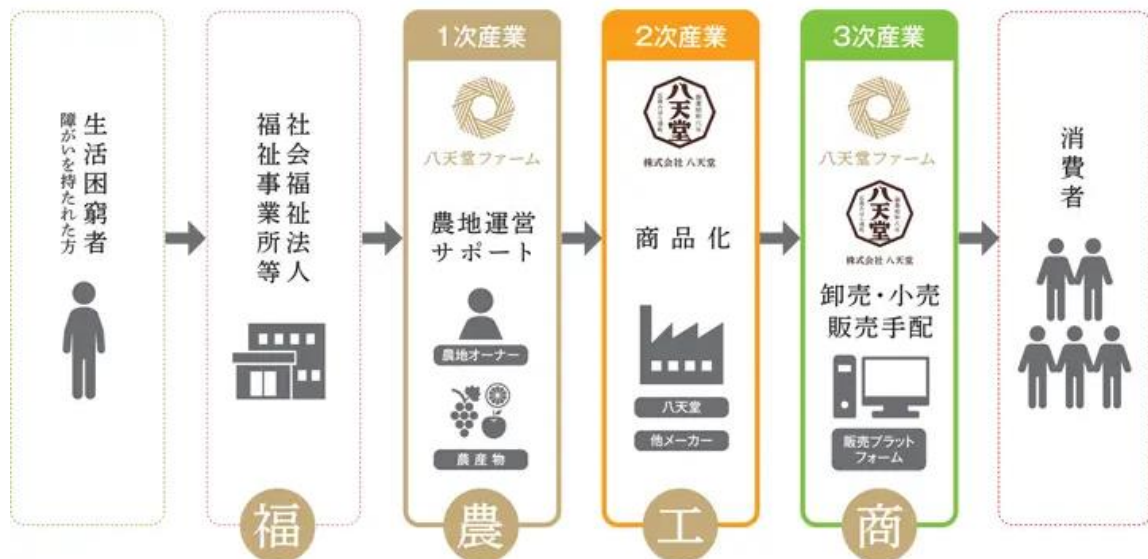 生活困窮者
障がいを持たれた方
社会福祉法人
福祉事業所等
福
1次産業
八天堂ファーム
農地運営
サポート
農地オーナー
農産物
農
2次産業
八天堂
株式会社 八天堂
商品化
八天堂
他メーカー
工
3次産業
八天堂ファーム
八天堂
株式会社 八天堂
卸売・小売
販売手配
販売プラット
フォーム
商
消費者